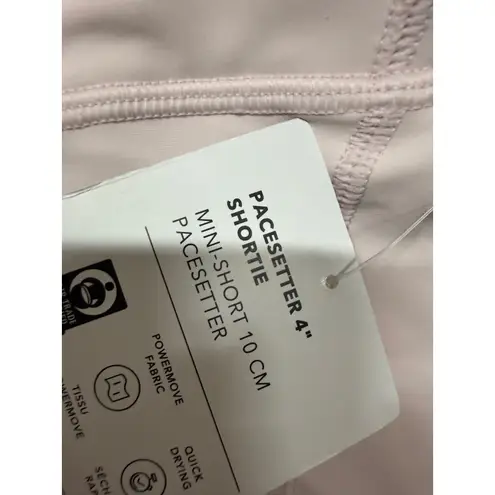 PACESETTER 4"
SHORTIE
MINI-SHORT 10 CM
PACESETTER
POWERMOVE
FABRIC
TISSU
QUICK
DRYING